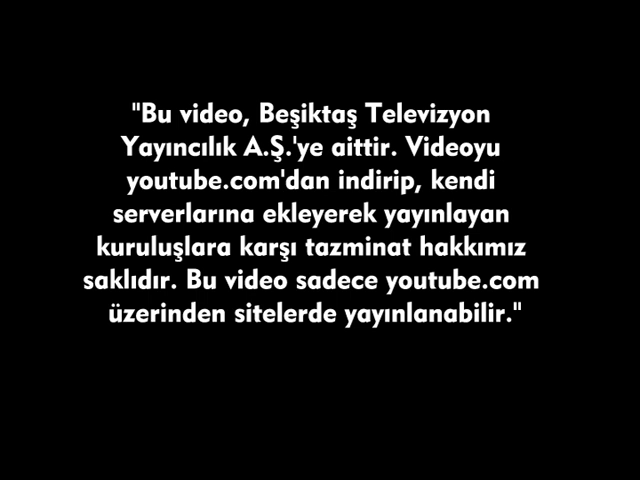 "Bu video, Beşiktaş Televizyon
Yayıncılık A.Ş.'ye aittir. Videoyu
youtube.com'dan indirip, kendi
serverlarına ekleyerek yayınlayan
kuruluşlara karşı tazminat hakkımız
saklıdır. Bu video sadece youtube.com
üzerinden sitelerde yayınlanabilir."